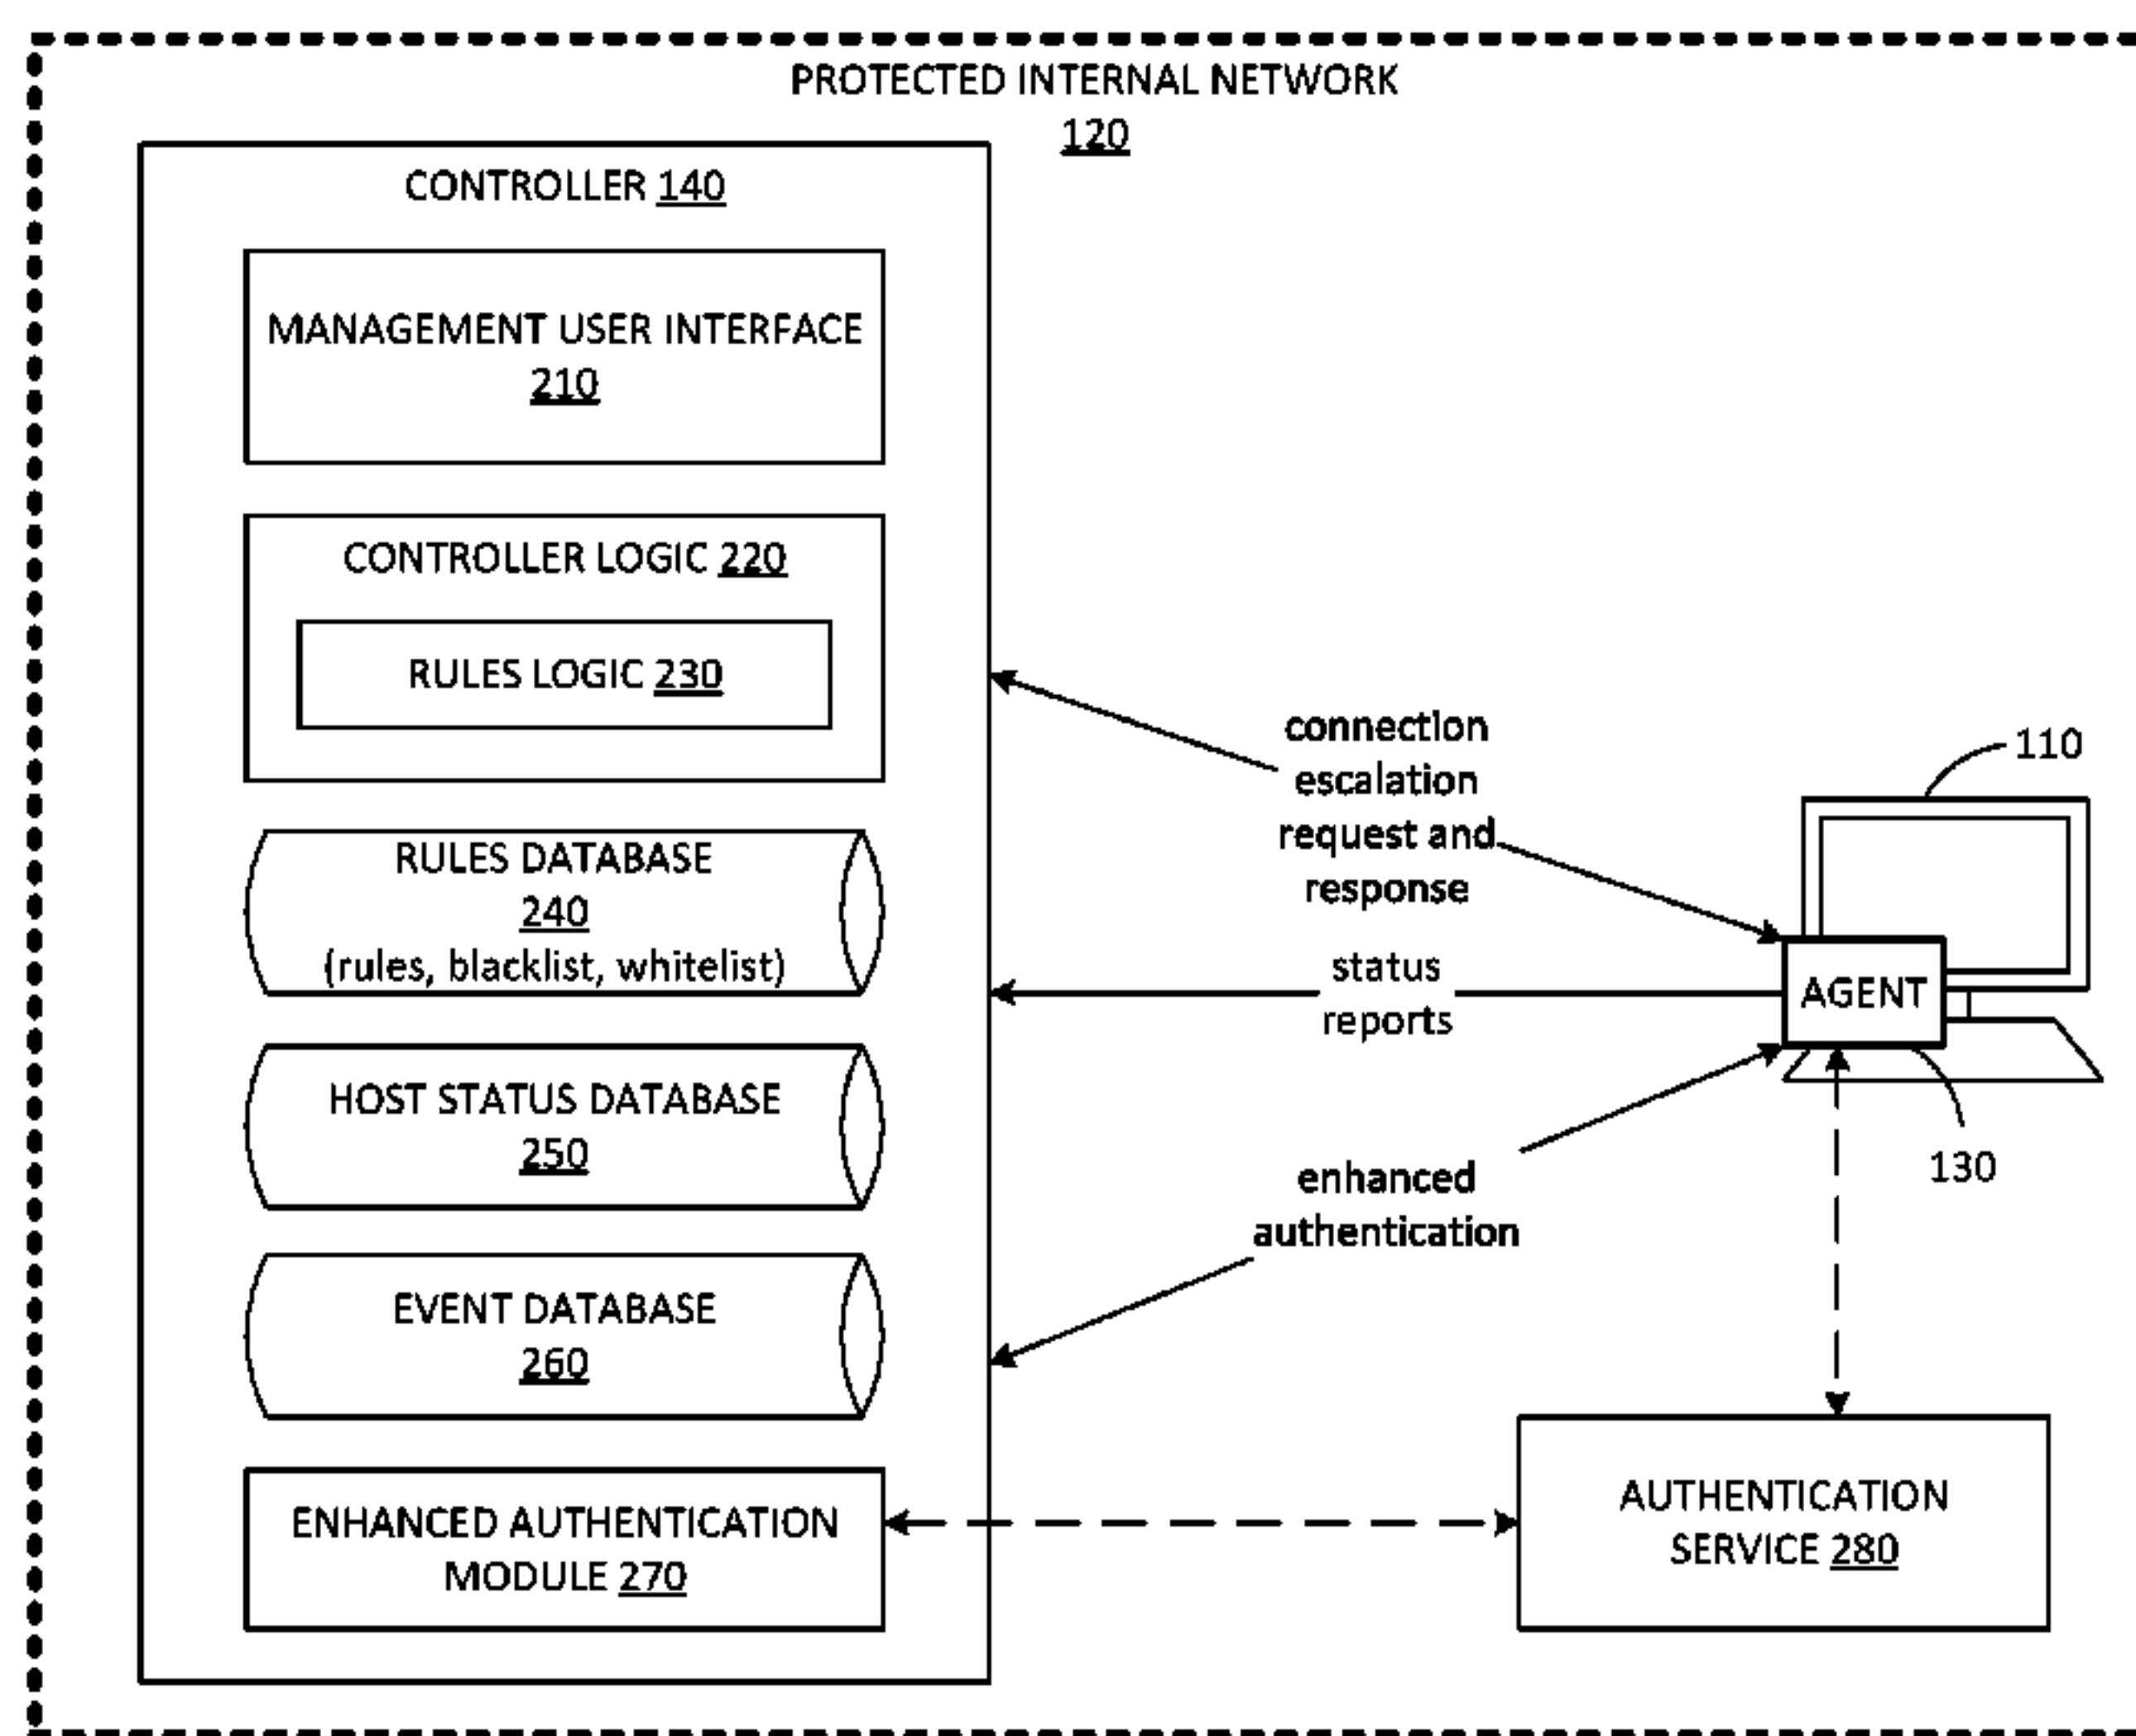 PROTECTED INTERNAL NETWORK
120
CONTROLLER 140
MANAGEMENT USER INTERFACE
210
CONTROLLER LOGIC 220
RULES LOGIC 230
RULES DATABASE
240
(rules, blacklist, whitelist)
HOST STATUS DATABASE
250
EVENT DATABASE
260
ENHANCED AUTHENTICATION
MODULE 270
connection
escalation
request and
response
status
reports
enhanced
authentication
110
AGENT
130
AUTHENTICATION
SERVICE 280